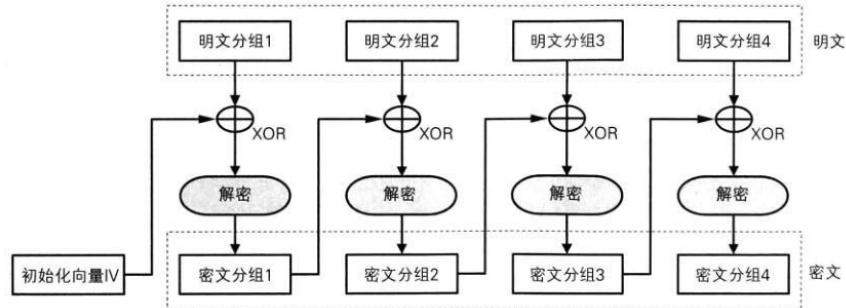 明文分组1 明文分组2 明文分组3 明文分组4 明文
XOR XOR XOR XOR
解密 解密 解密 解密
初始化向量IV 密文分组1 密文分组2 密文分组3 密文分组4 密文